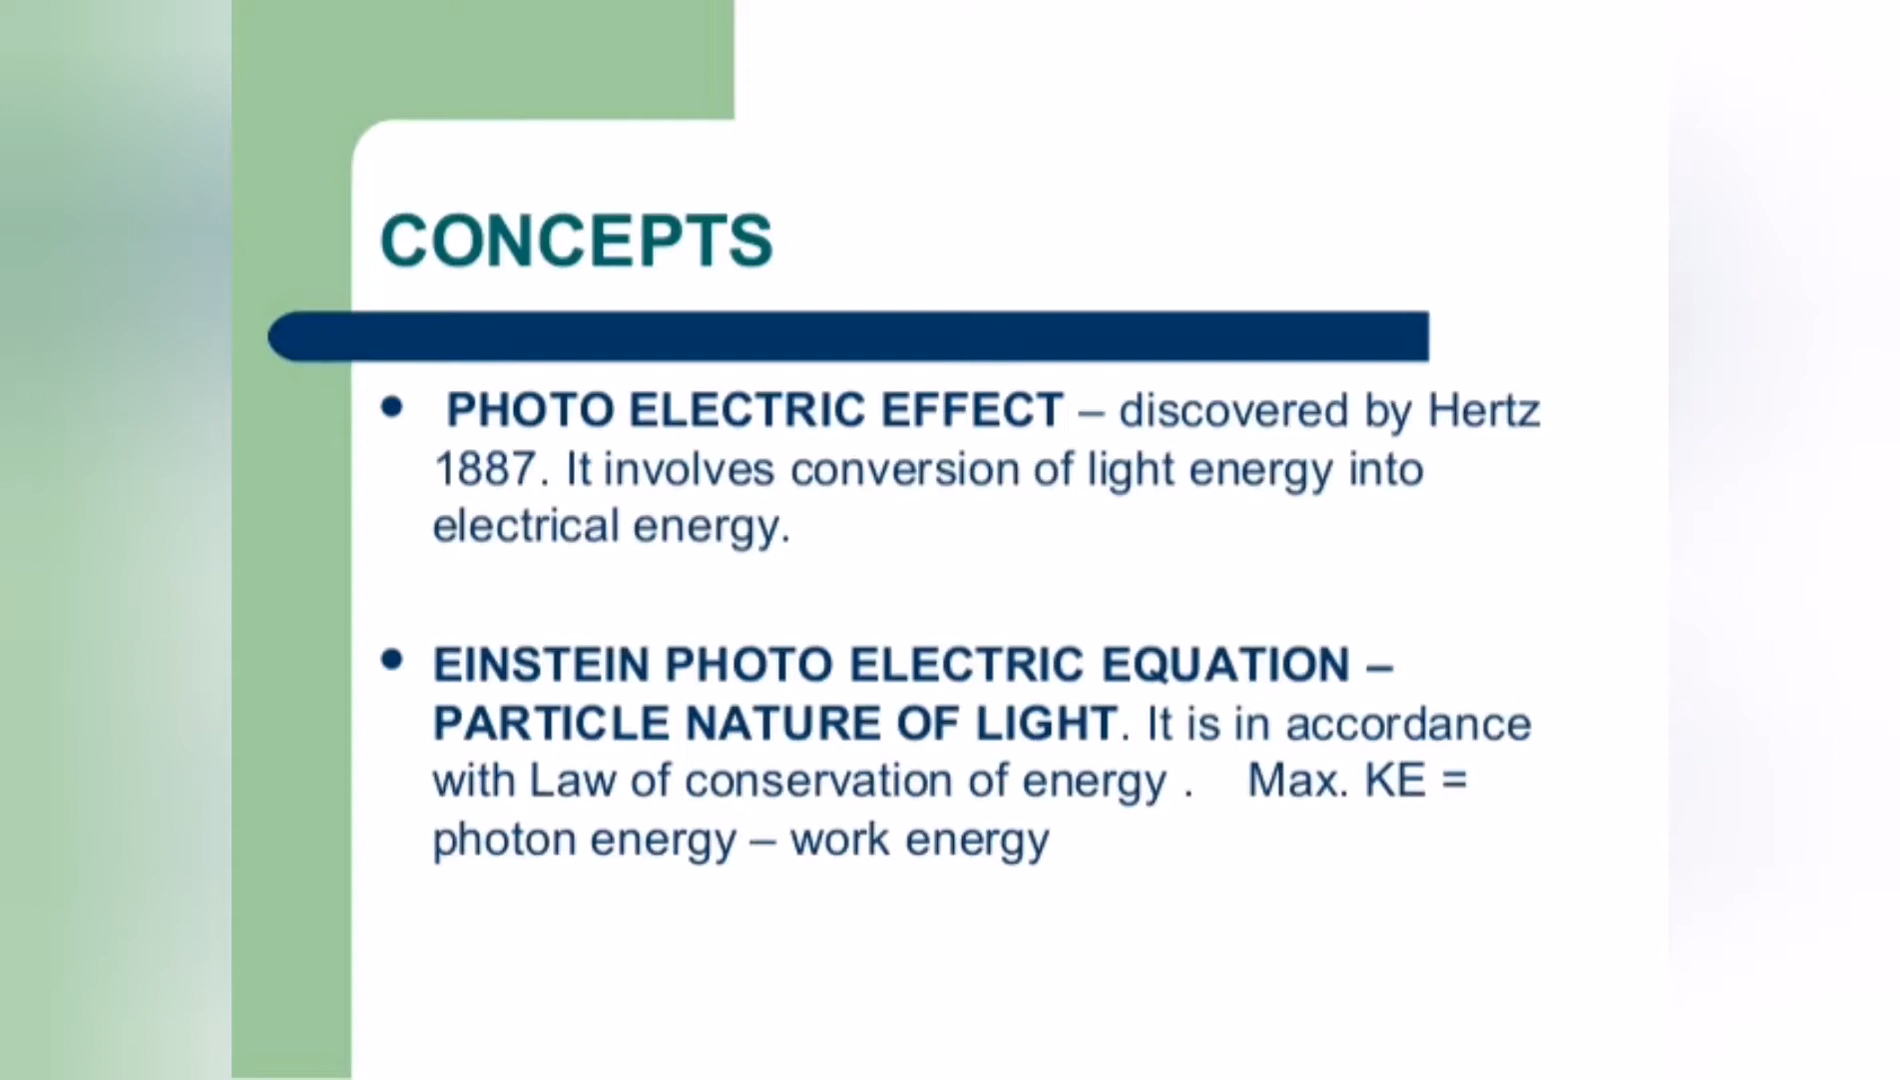 CONCEPTS
• PHOTO ELECTRIC EFFECT – discovered by Hertz
1887. It involves conversion of light energy into
electrical energy.
• EINSTEIN PHOTO ELECTRIC EQUATION –
PARTICLE NATURE OF LIGHT. It is in accordance
with Law of conservation of energy . Max. KE =
photon energy – work energy